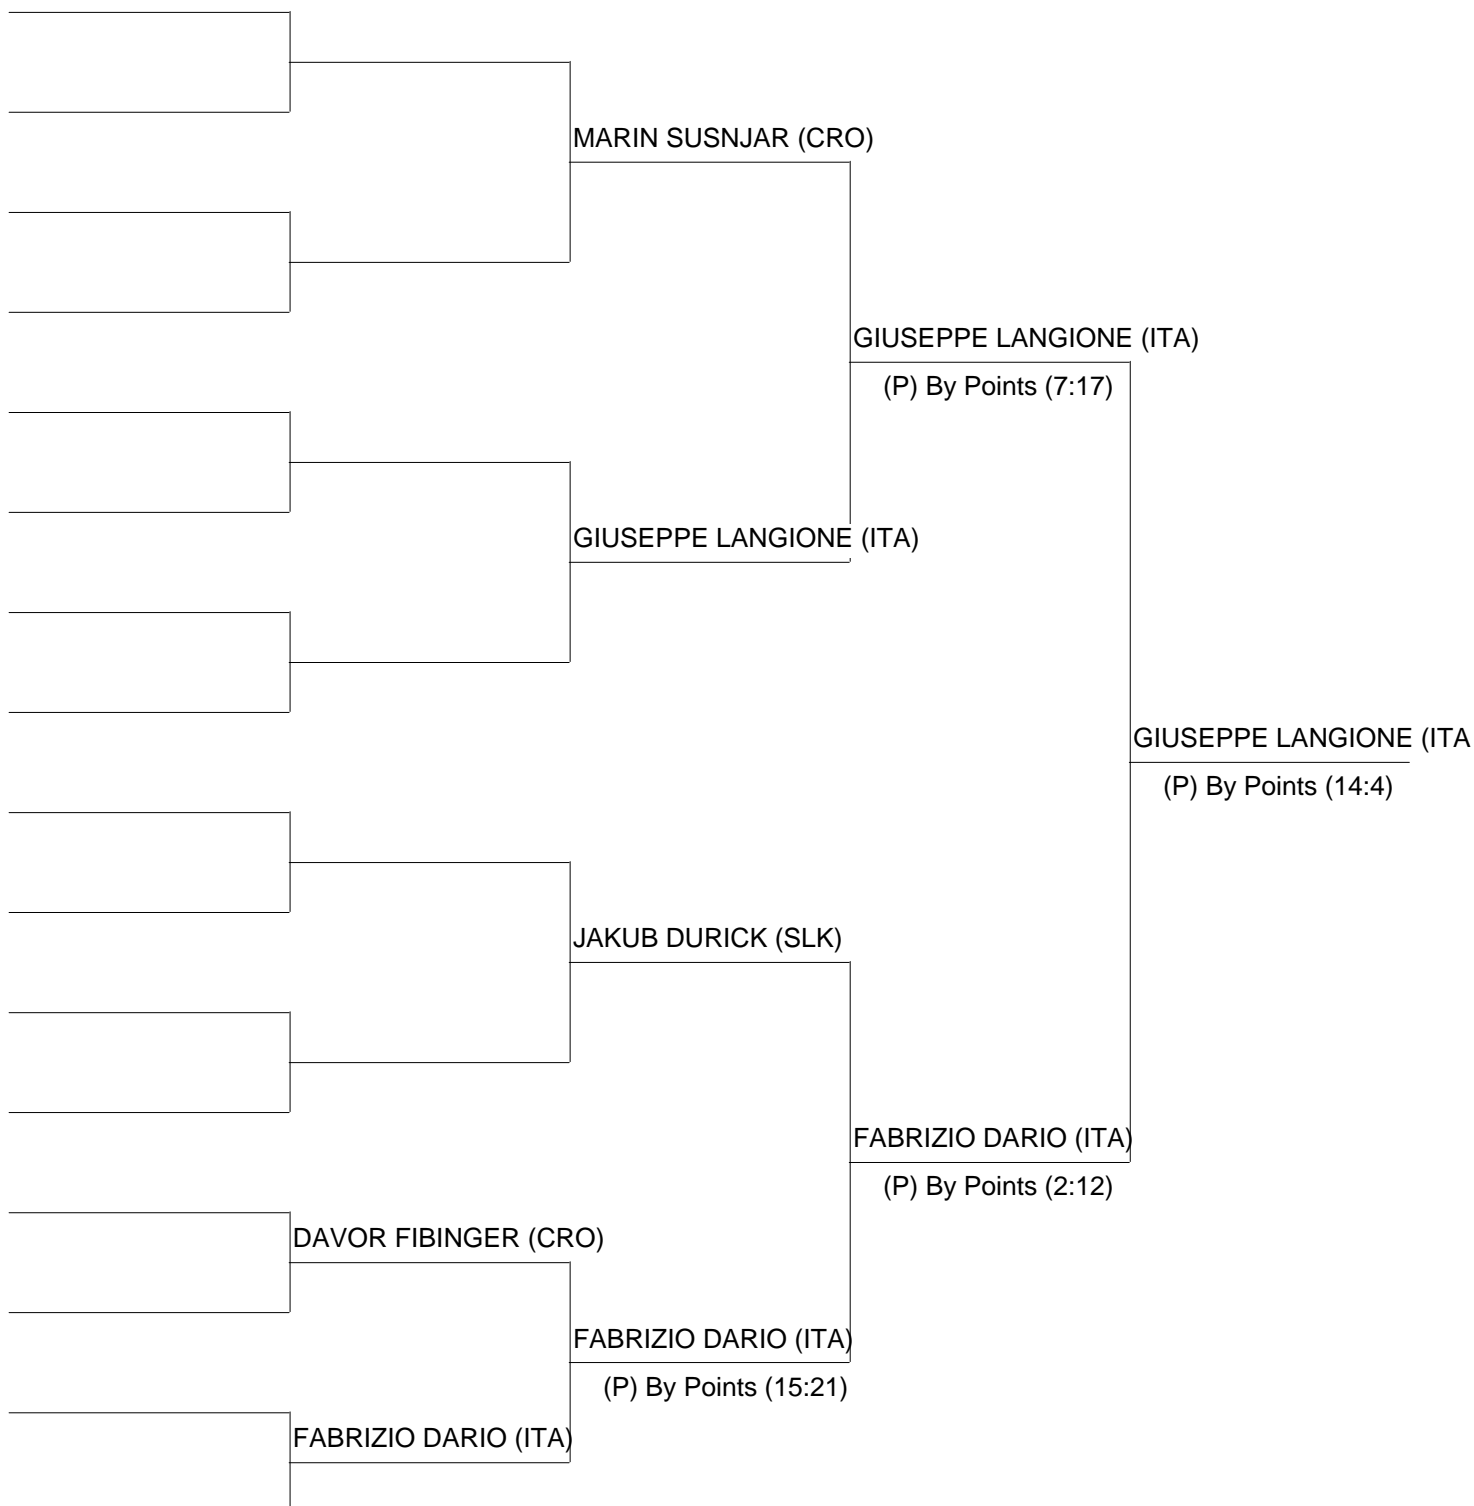 MARIN SUSNJAR (CRO)
GIUSEPPE LANGIONE (ITA)
(P) By Points (7:17)
GIUSEPPE LANGIONE (ITA)
GIUSEPPE LANGIONE (ITA
(P) By Points (14:4)
JAKUB DURICK (SLK)
FABRIZIO DARIO (ITA)
(P) By Points (2:12)
DAVOR FIBINGER (CRO)
FABRIZIO DARIO (ITA)
(P) By Points (15:21)
FABRIZIO DARIO (ITA)